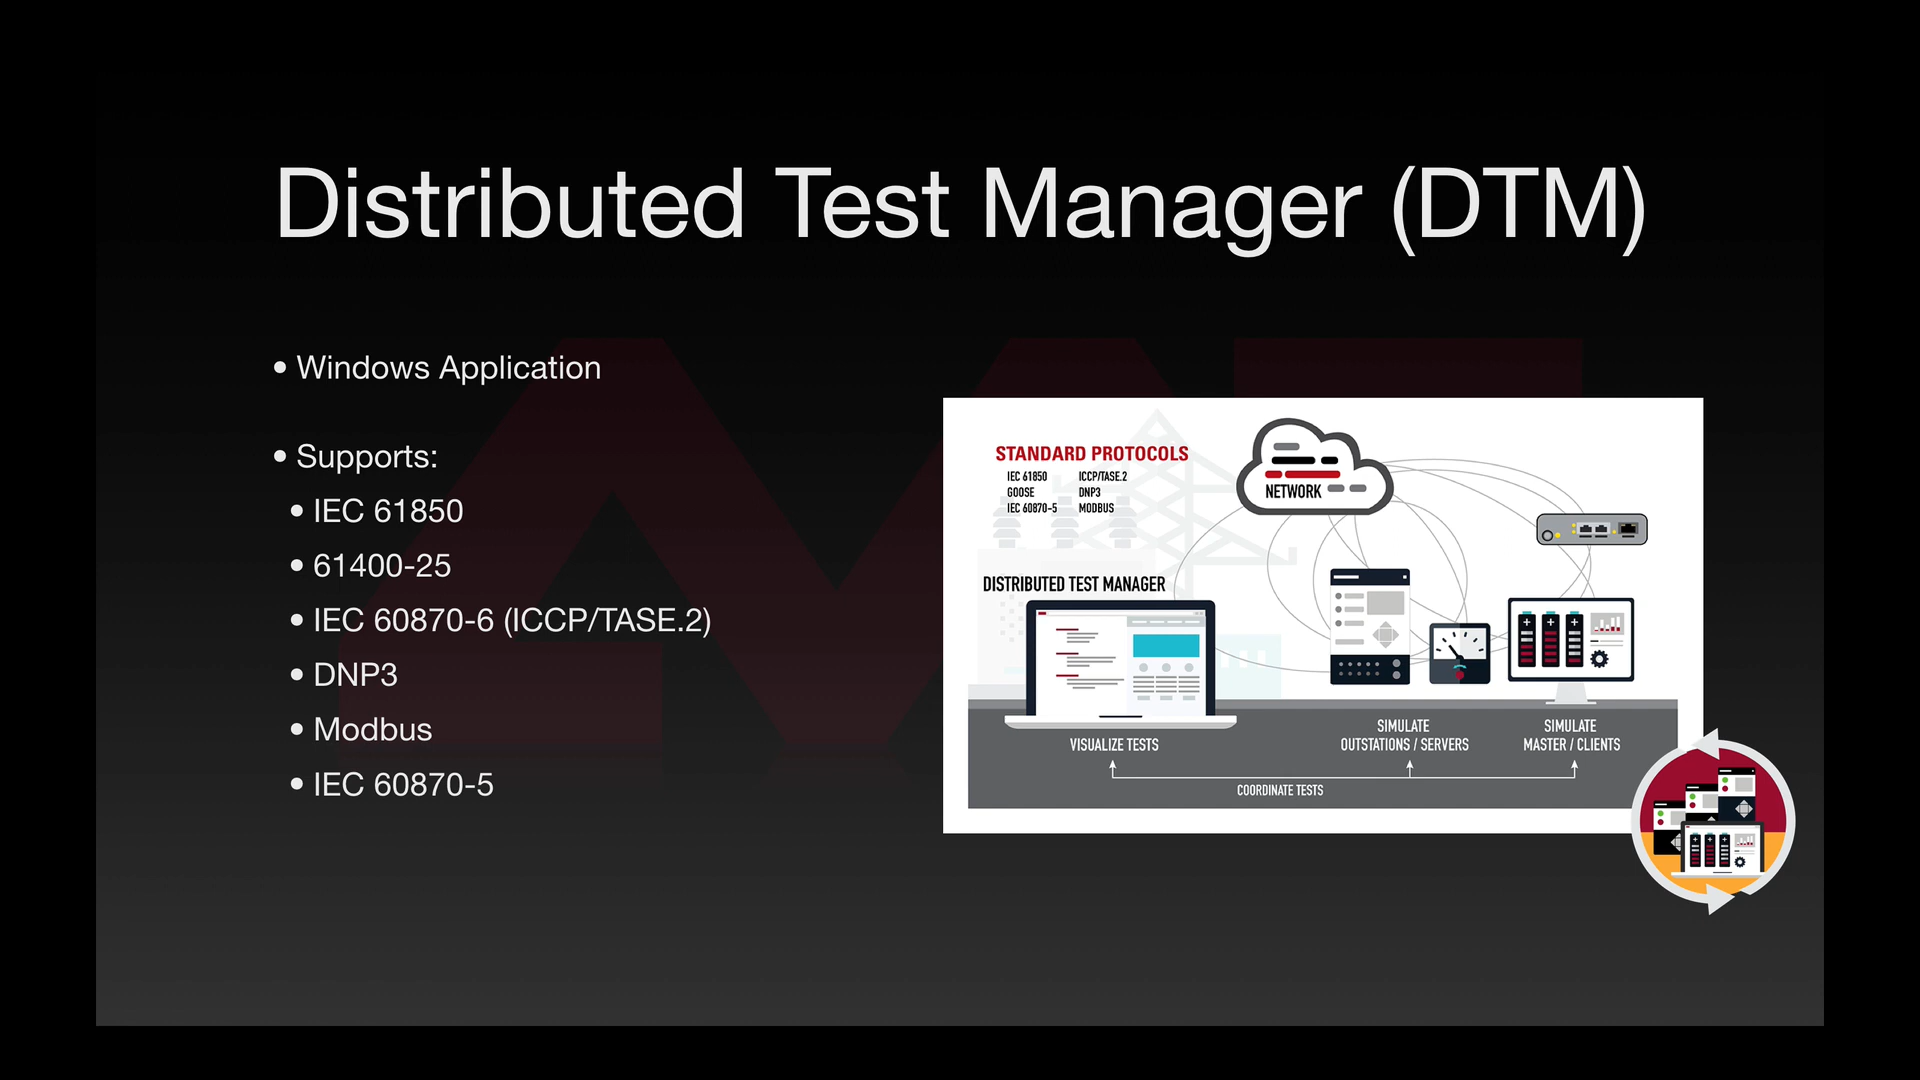 Distributed Test Manager (DTM)
• Windows Application
• Supports:
• IEC 61850
• 61400-25
• IEC 60870-6 (ICCP/TASE.2)
• DNP3
• Modbus
• IEC 60870-5
STANDARD PROTOCOLS
IEC 61850 ICCP/TASE.2
GOOSE DNP3
IEC 60870-5 MODBUS
NETWORK
DISTRIBUTED TEST MANAGER
VISUALIZE TESTS
SIMULATE
OUTSTATIONS / SERVERS
SIMULATE
MASTER / CLIENTS
COORDINATE TESTS